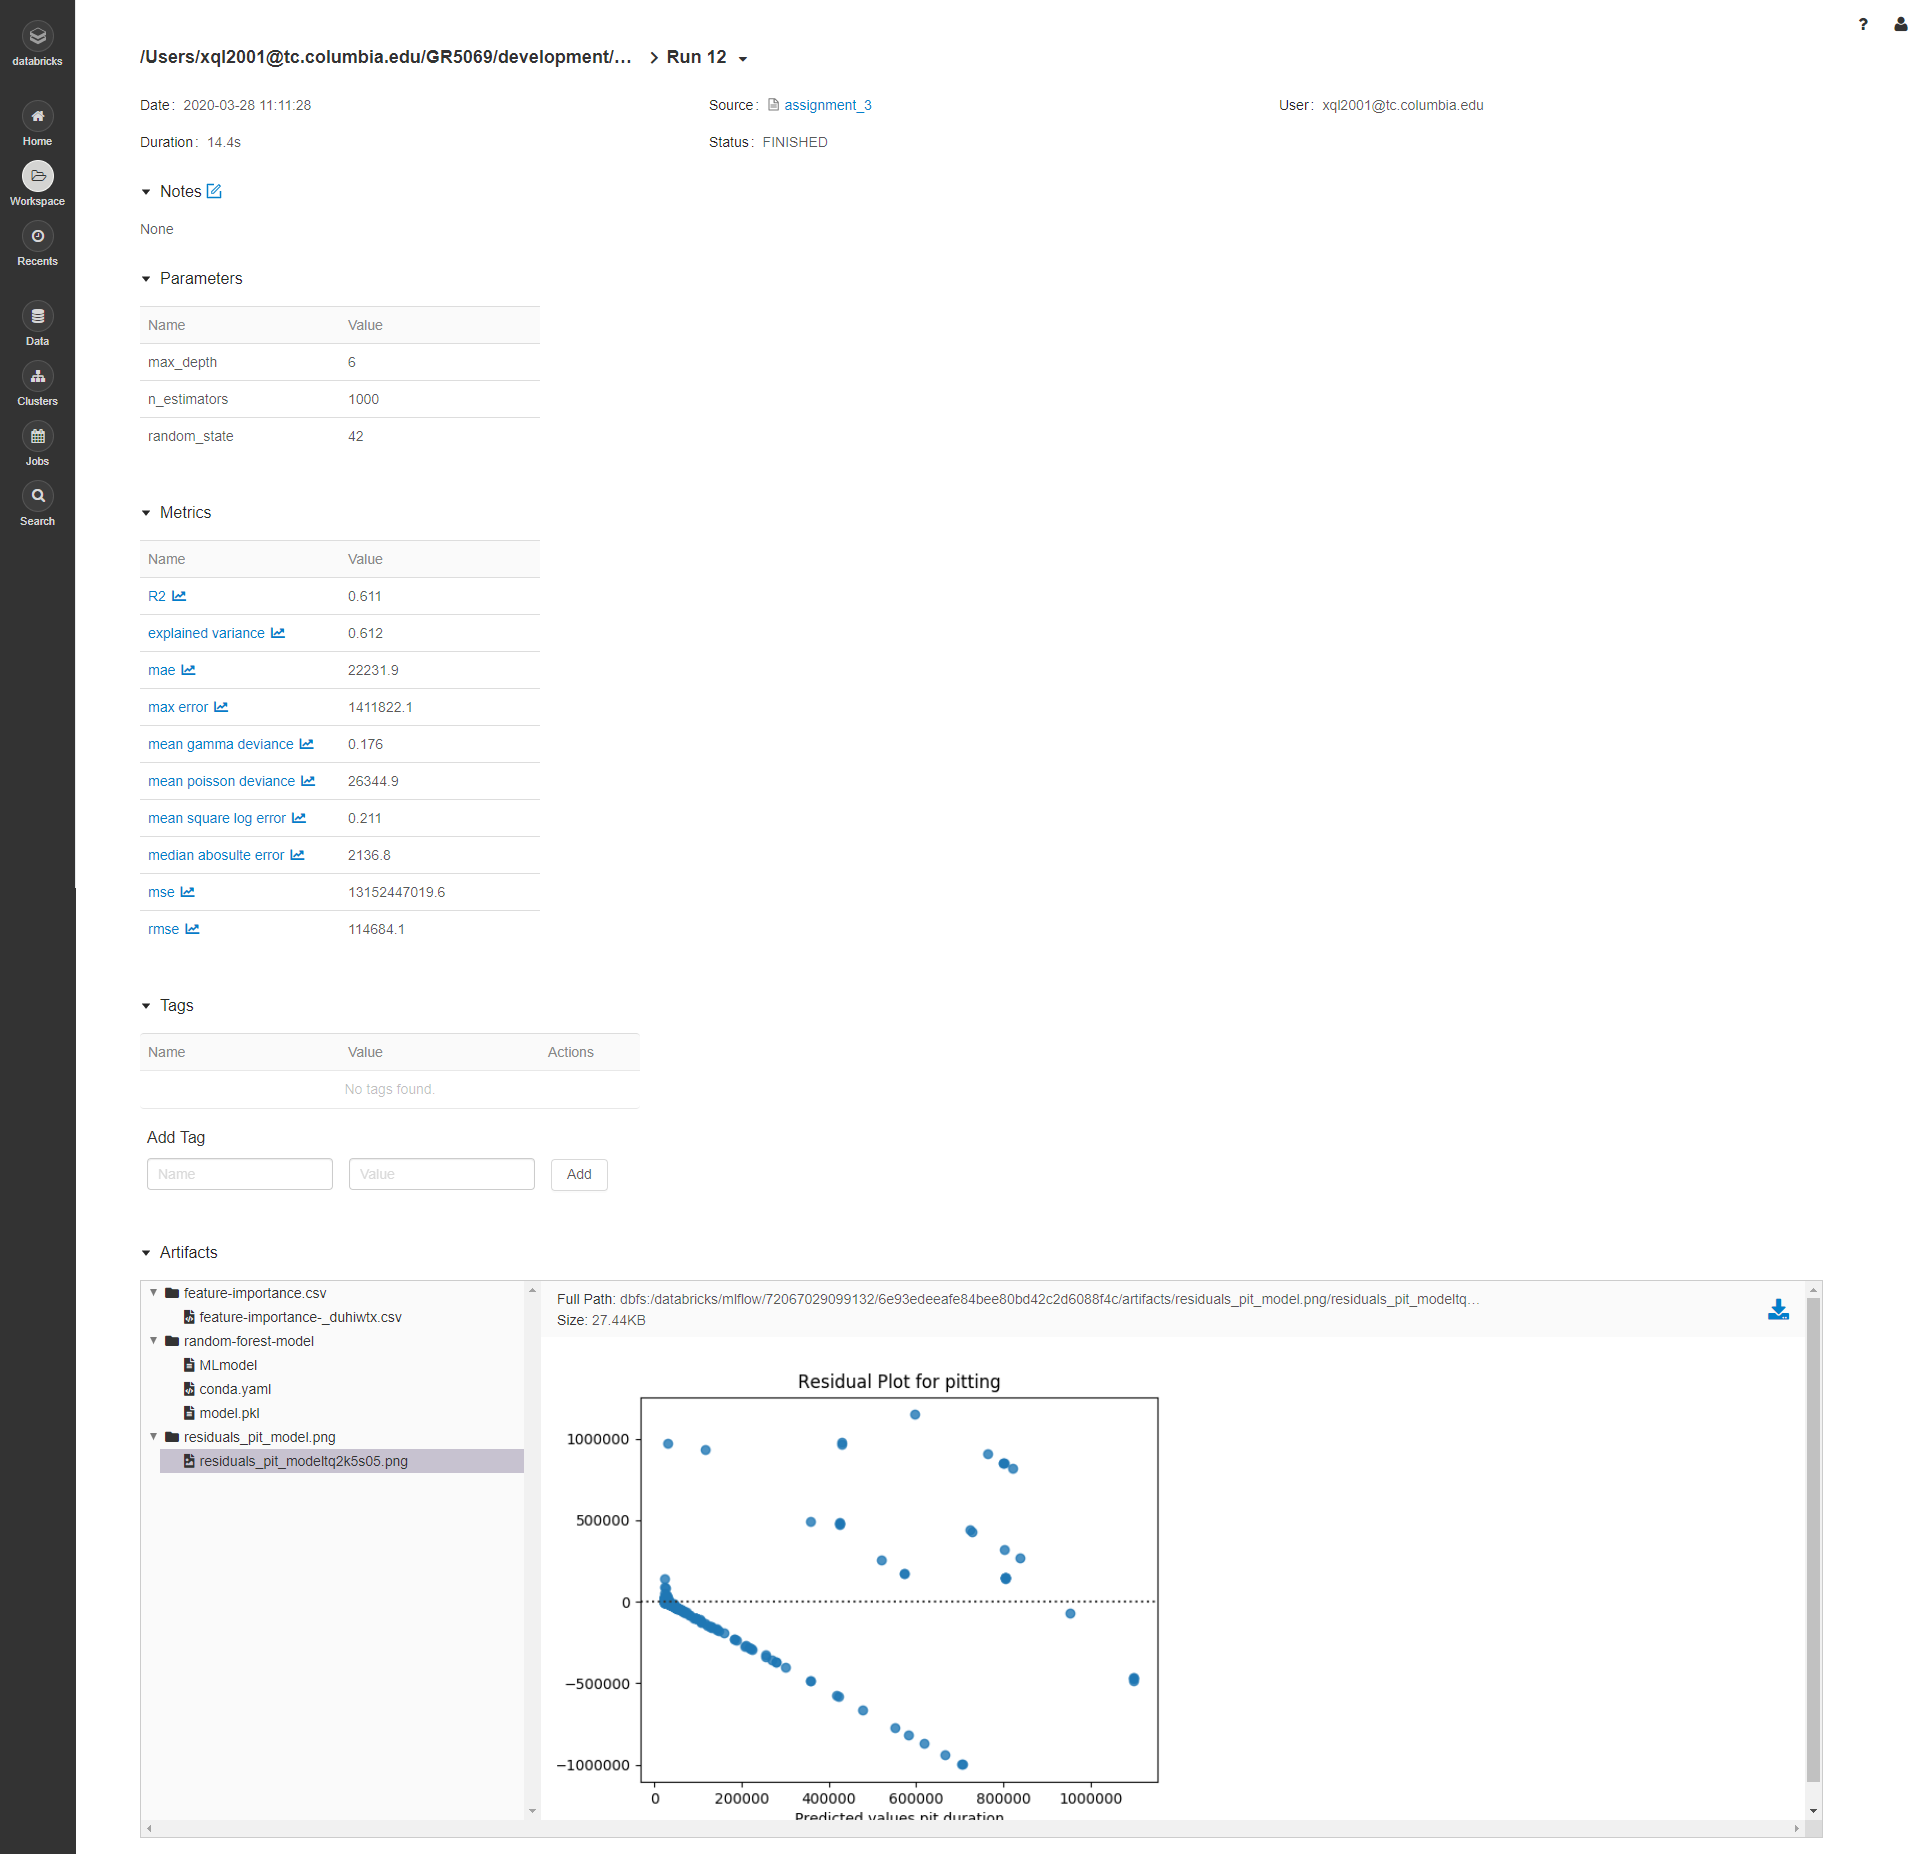 databricks
Home
Workspace
Recents
Data
Clusters
Jobs
Search
?
/Users/xql2001@tc.columbia.edu/GR5069/development/... > Run 12
Date: 2020-03-28 11:11:28
Source: assignment_3
User: xql2001@tc.columbia.edu
Duration: 14.4s
Status: FINISHED
Notes
None
Parameters
Name Value
max_depth 6
n_estimators 1000
random_state 42
Metrics
Name Value
R2 0.611
explained variance 0.612
mae 22231.9
max error 1411822.1
mean gamma deviance 0.176
mean poisson deviance 26344.9
mean square log error 0.211
median abosulte error 2136.8
mse 13152447019.6
rmse 114684.1
Tags
Name Value Actions
No tags found.
Add Tag
Name Value Add
Artifacts
feature-importance.csv
feature-importance-_duhiwtx.csv
random-forest-model
MLmodel
conda.yaml
model.pkl
residuals_pit_model.png
residuals_pit_modeltq2k5s05.png
Full Path: dbfs:/databricks/mlflow/72067029099132/6e93edeeafe84bee80bd42c2d6088f4c/artifacts/residuals_pit_model.png/residuals_pit_modeltq...
Size: 27.44KB
Residual Plot for pitting
1000000
500000
0
−500000
−1000000
0 200000 400000 600000 800000 1000000
Predicted values pit duration